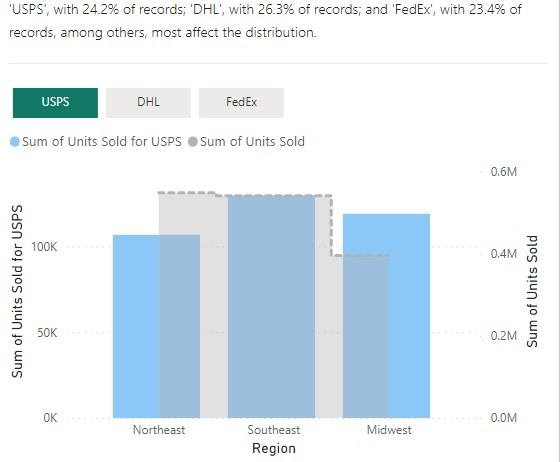 'USPS', with 24.2% of records; 'DHL', with 26.3% of records; and 'FedEx', with 23.4% of
records, among others, most affect the distribution.
USPS DHL FedEx
Sum of Units Sold for USPS Sum of Units Sold
0.6M
0.4M
0.2M
0.0M
100K
50K
0K
Sum of Units Sold for USPS
Sum of Units Sold
Northeast Southeast Midwest
Region